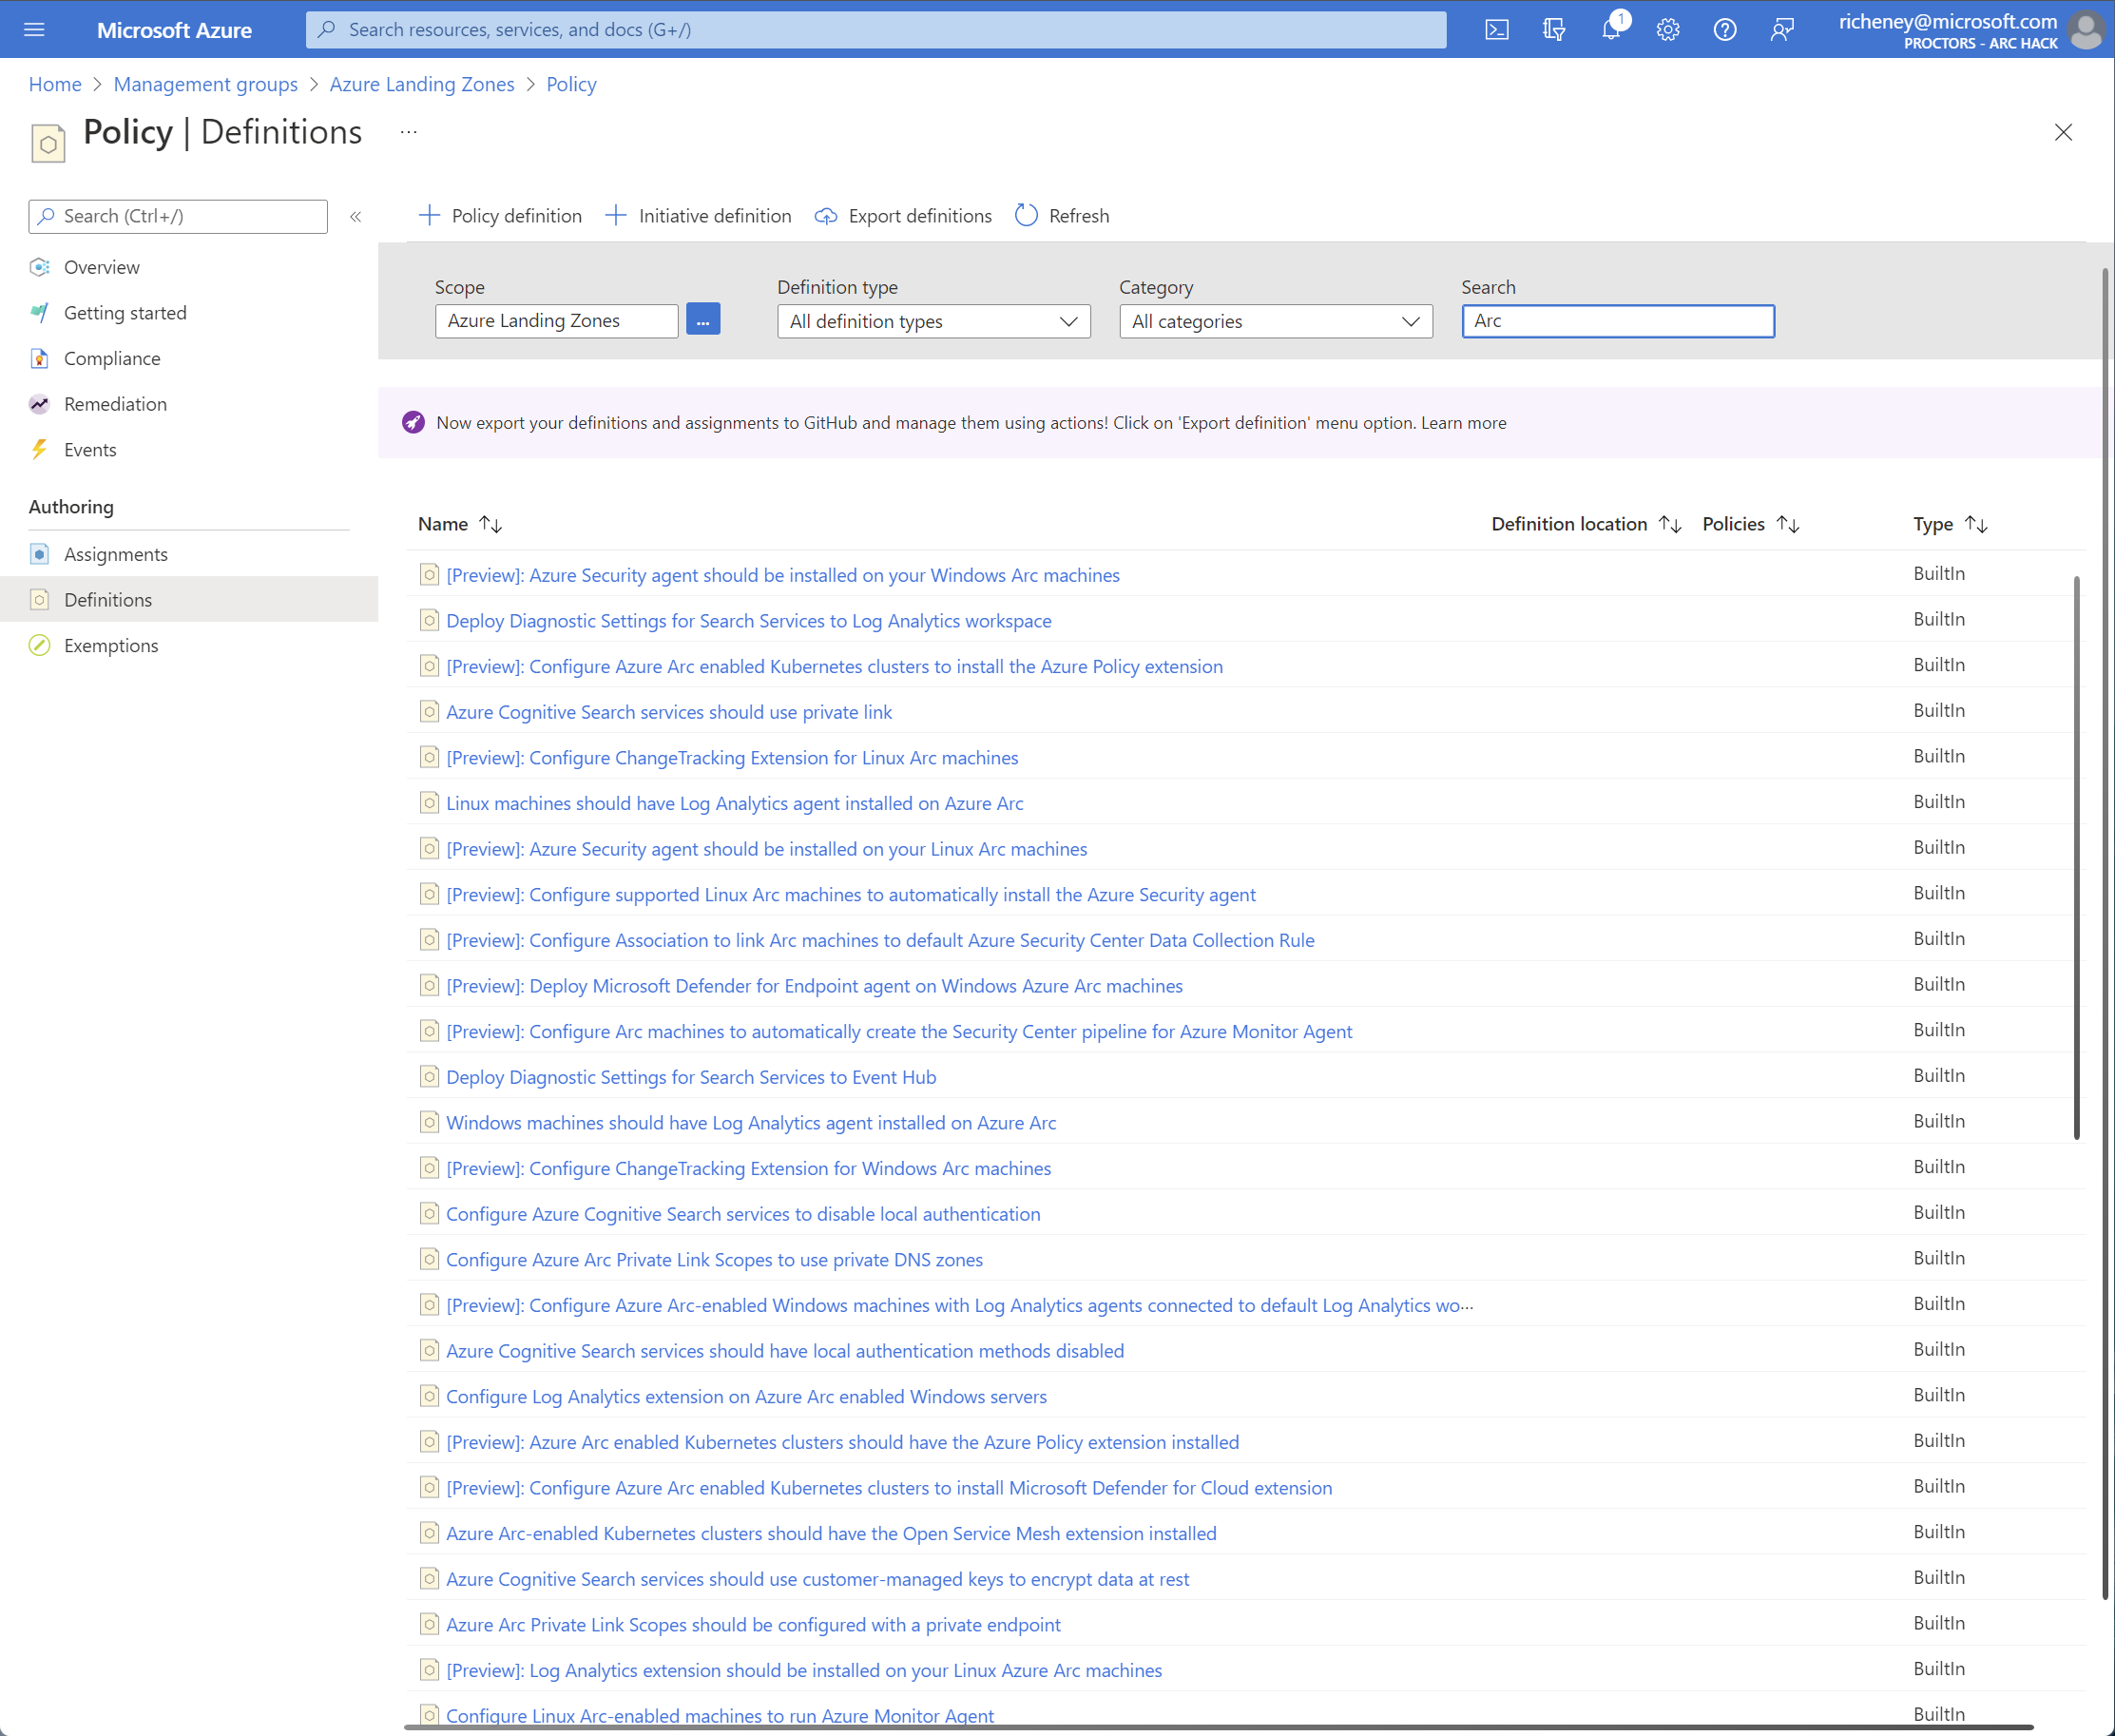 Microsoft Azure
Search resources, services, and docs (G+/)
1
richeney@microsoft.com
PROCTORS - ARC HACK
Home > Management groups > Azure Landing Zones > Policy
Policy | Definitions ...
Search (Ctrl+/) «
Overview
Getting started
Compliance
Remediation
Events
Authoring
Assignments
Definitions
Exemptions
+ Policy definition + Initiative definition Export definitions Refresh
Scope Definition type Category Search
Azure Landing Zones ... All definition types All categories Arc
Now export your definitions and assignments to GitHub and manage them using actions! Click on 'Export definition' menu option. Learn more
Name ↑↓ Definition location ↑↓ Policies ↑↓ Type ↑↓
[Preview]: Azure Security agent should be installed on your Windows Arc machines BuiltIn
Deploy Diagnostic Settings for Search Services to Log Analytics workspace BuiltIn
[Preview]: Configure Azure Arc enabled Kubernetes clusters to install the Azure Policy extension BuiltIn
Azure Cognitive Search services should use private link BuiltIn
[Preview]: Configure ChangeTracking Extension for Linux Arc machines BuiltIn
Linux machines should have Log Analytics agent installed on Azure Arc BuiltIn
[Preview]: Azure Security agent should be installed on your Linux Arc machines BuiltIn
[Preview]: Configure supported Linux Arc machines to automatically install the Azure Security agent BuiltIn
[Preview]: Configure Association to link Arc machines to default Azure Security Center Data Collection Rule BuiltIn
[Preview]: Deploy Microsoft Defender for Endpoint agent on Windows Azure Arc machines BuiltIn
[Preview]: Configure Arc machines to automatically create the Security Center pipeline for Azure Monitor Agent BuiltIn
Deploy Diagnostic Settings for Search Services to Event Hub BuiltIn
Windows machines should have Log Analytics agent installed on Azure Arc BuiltIn
[Preview]: Configure ChangeTracking Extension for Windows Arc machines BuiltIn
Configure Azure Cognitive Search services to disable local authentication BuiltIn
Configure Azure Arc Private Link Scopes to use private DNS zones BuiltIn
[Preview]: Configure Azure Arc-enabled Windows machines with Log Analytics agents connected to default Log Analytics wo... BuiltIn
Azure Cognitive Search services should have local authentication methods disabled BuiltIn
Configure Log Analytics extension on Azure Arc enabled Windows servers BuiltIn
[Preview]: Azure Arc enabled Kubernetes clusters should have the Azure Policy extension installed BuiltIn
[Preview]: Configure Azure Arc enabled Kubernetes clusters to install Microsoft Defender for Cloud extension BuiltIn
Azure Arc-enabled Kubernetes clusters should have the Open Service Mesh extension installed BuiltIn
Azure Cognitive Search services should use customer-managed keys to encrypt data at rest BuiltIn
Azure Arc Private Link Scopes should be configured with a private endpoint BuiltIn
[Preview]: Log Analytics extension should be installed on your Linux Azure Arc machines BuiltIn
Configure Linux Arc-enabled machines to run Azure Monitor Agent BuiltIn